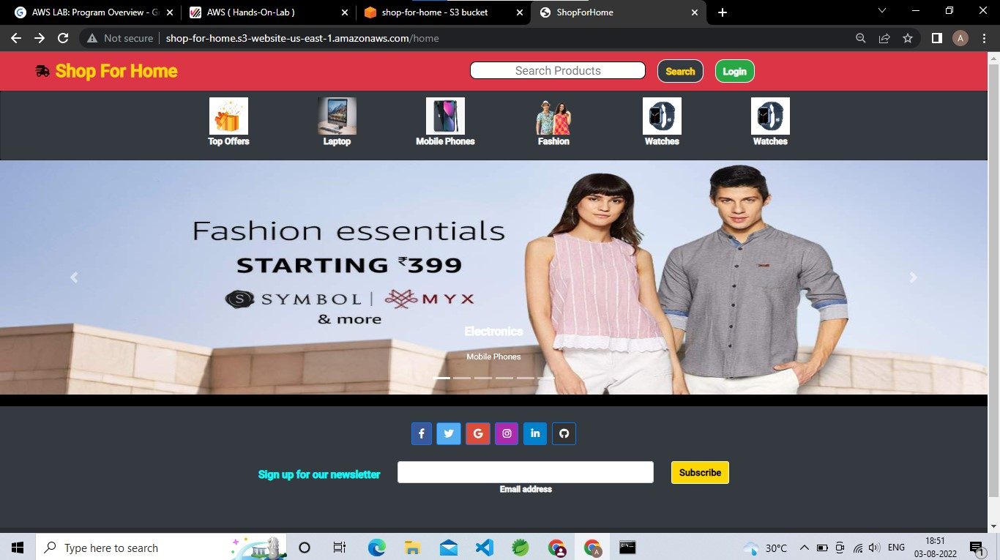 AWS LAB: Program Overview - Gr
AWS ( Hands-On-Lab )
shop-for-home - S3 bucket
ShopForHome
Not secure
shop-for-home.s3-website-us-east-1.amazonaws.com/home
A
Shop For Home
Search Products
Search
Login
Top Offers
Laptop
Mobile Phones
Fashion
Watches
Watches
Fashion essentials
STARTING ₹399
S SYMBOL | MYX
& more
Electronics
Mobile Phones
Sign up for our newsletter
Email address
Subscribe
Type here to search
A
30°C
ENG
18:51
03-08-2022
1